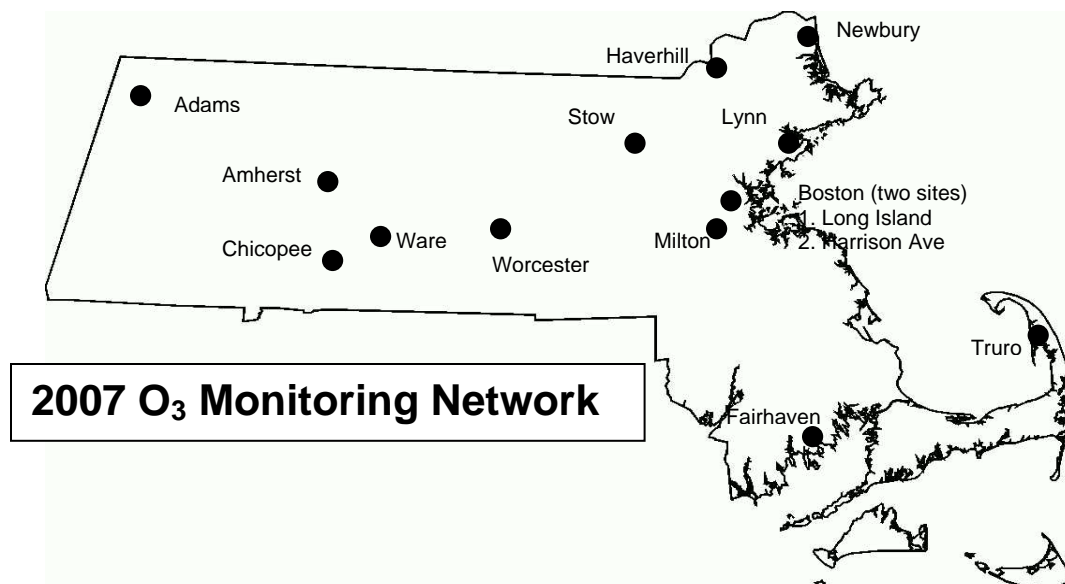 Newbury
Haverhill
Adams
Stow
Lynn
Amherst
Boston (two sites)
1. Long Island
2. Harrison Ave
Milton
Chicopee
Ware
Worcester
Truro
2007 O₃ Monitoring Network
Fairhaven